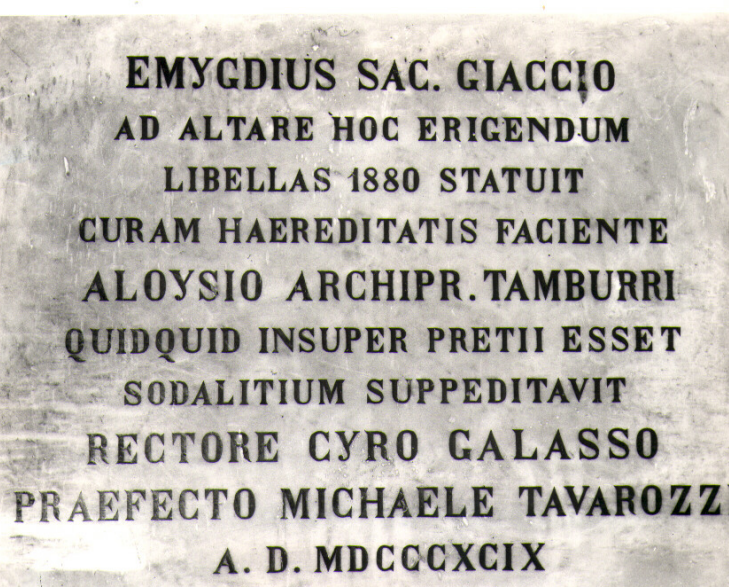 EMYGDIUS SAC. GIACCIO
AD ALTARE HOC ERIGENDUM
LIBELLAS 1880 STATUIT
CURAM HAEREDITATIS FACIENTE
ALOYSIO ARCHIPR. TAMBURRI
QUIDQUID INSUPER PRETII ESSET
SODALITIUM SUPPEDITAVIT
RECTORE CYRO GALASSO
PRAEFECTO MICHAELE TAVAROZZI
A. D. MDCCCXCIX